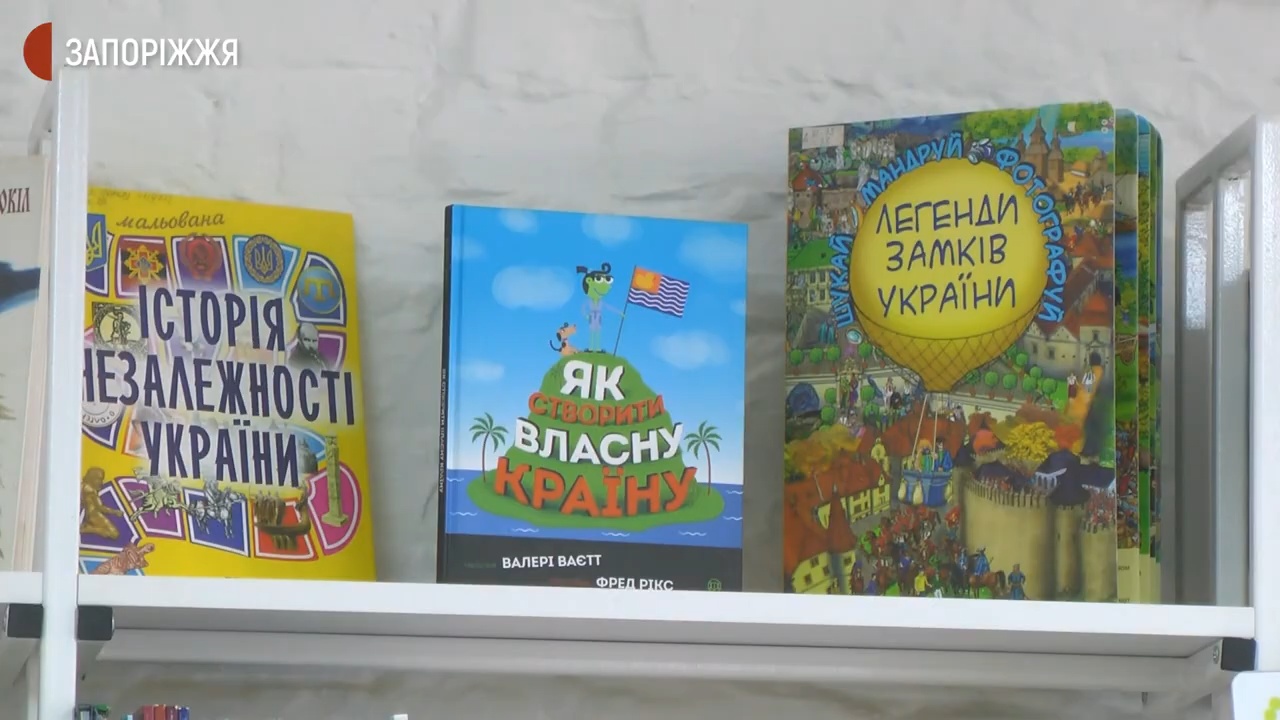 ЗАПОРІЖЖЯ
ОКІЛ
мальована
ІСТОРІЯ
НЕЗАЛЕЖНОСТІ
УКРАЇНИ
ЯК
СТВОРИТИ
ВЛАСНУ
КРАЇНУ
ВАЛЕРІ ВАЄТТ
ФРЕД РІКС
ШУКАЙ МАНДРУЙ ФОТОГРАФУЙ
ЛЕГЕНДИ
ЗАМКІВ
УКРАЇНИ